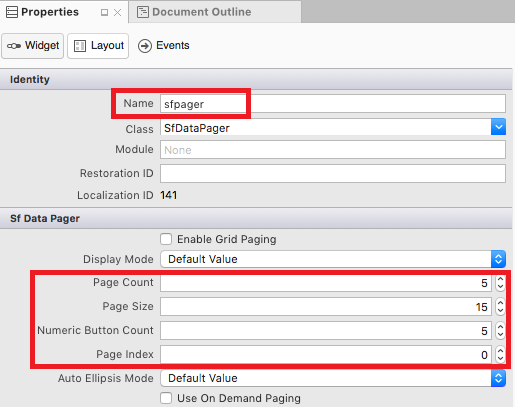 Properties Document Outline
Widget Layout Events
Identity
Name sfpager
Class SfDataPager
Module None
Restoration ID
Localization ID 141
Sf Data Pager
Enable Grid Paging
Display Mode Default Value
Page Count 5
Page Size 15
Numeric Button Count 5
Page Index 0
Auto Ellipsis Mode Default Value
Use On Demand Paging